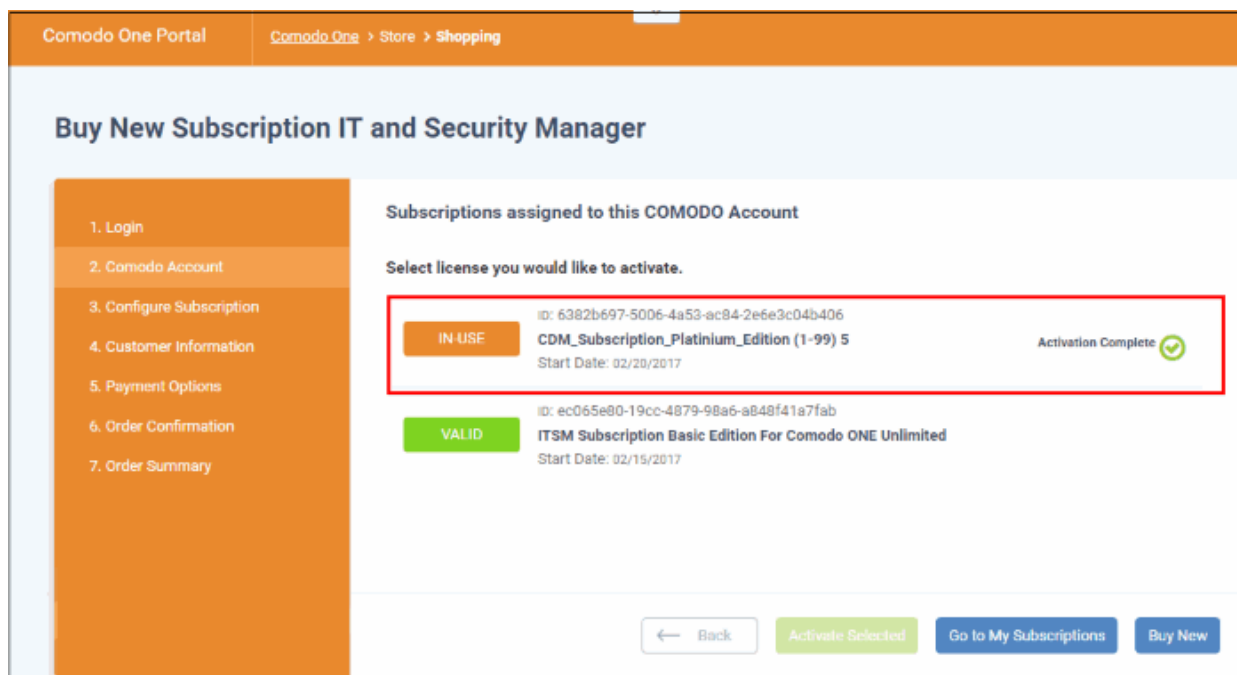 Comodo One Portal
Comodo One > Store > Shopping
Buy New Subscription IT and Security Manager
1. Login
2. Comodo Account
3. Configure Subscription
4. Customer Information
5. Payment Options
6. Order Confirmation
7. Order Summary
Subscriptions assigned to this COMODO Account
Select license you would like to activate.
IN-USE
ID: 6382b697-5006-4a53-ac84-2e6e3c04b406
CDM_Subscription_Platinium_Edition (1-99) 5
Start Date: 02/20/2017
Activation Complete
VALID
ID: ec065e80-19cc-4879-98a6-a848f41a7fab
ITSM Subscription Basic Edition For Comodo ONE Unlimited
Start Date: 02/15/2017
← Back
Activate Selected
Go to My Subscriptions
Buy New